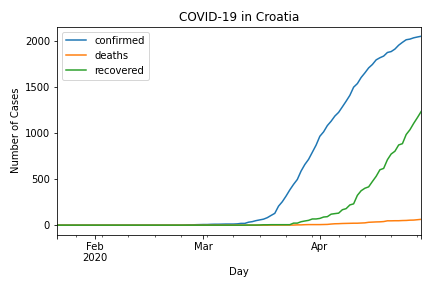 COVID-19 in Croatia
confirmed
deaths
recovered
2000
1500
1000
500
0
Number of Cases
Feb
2020
Mar
Apr
Day